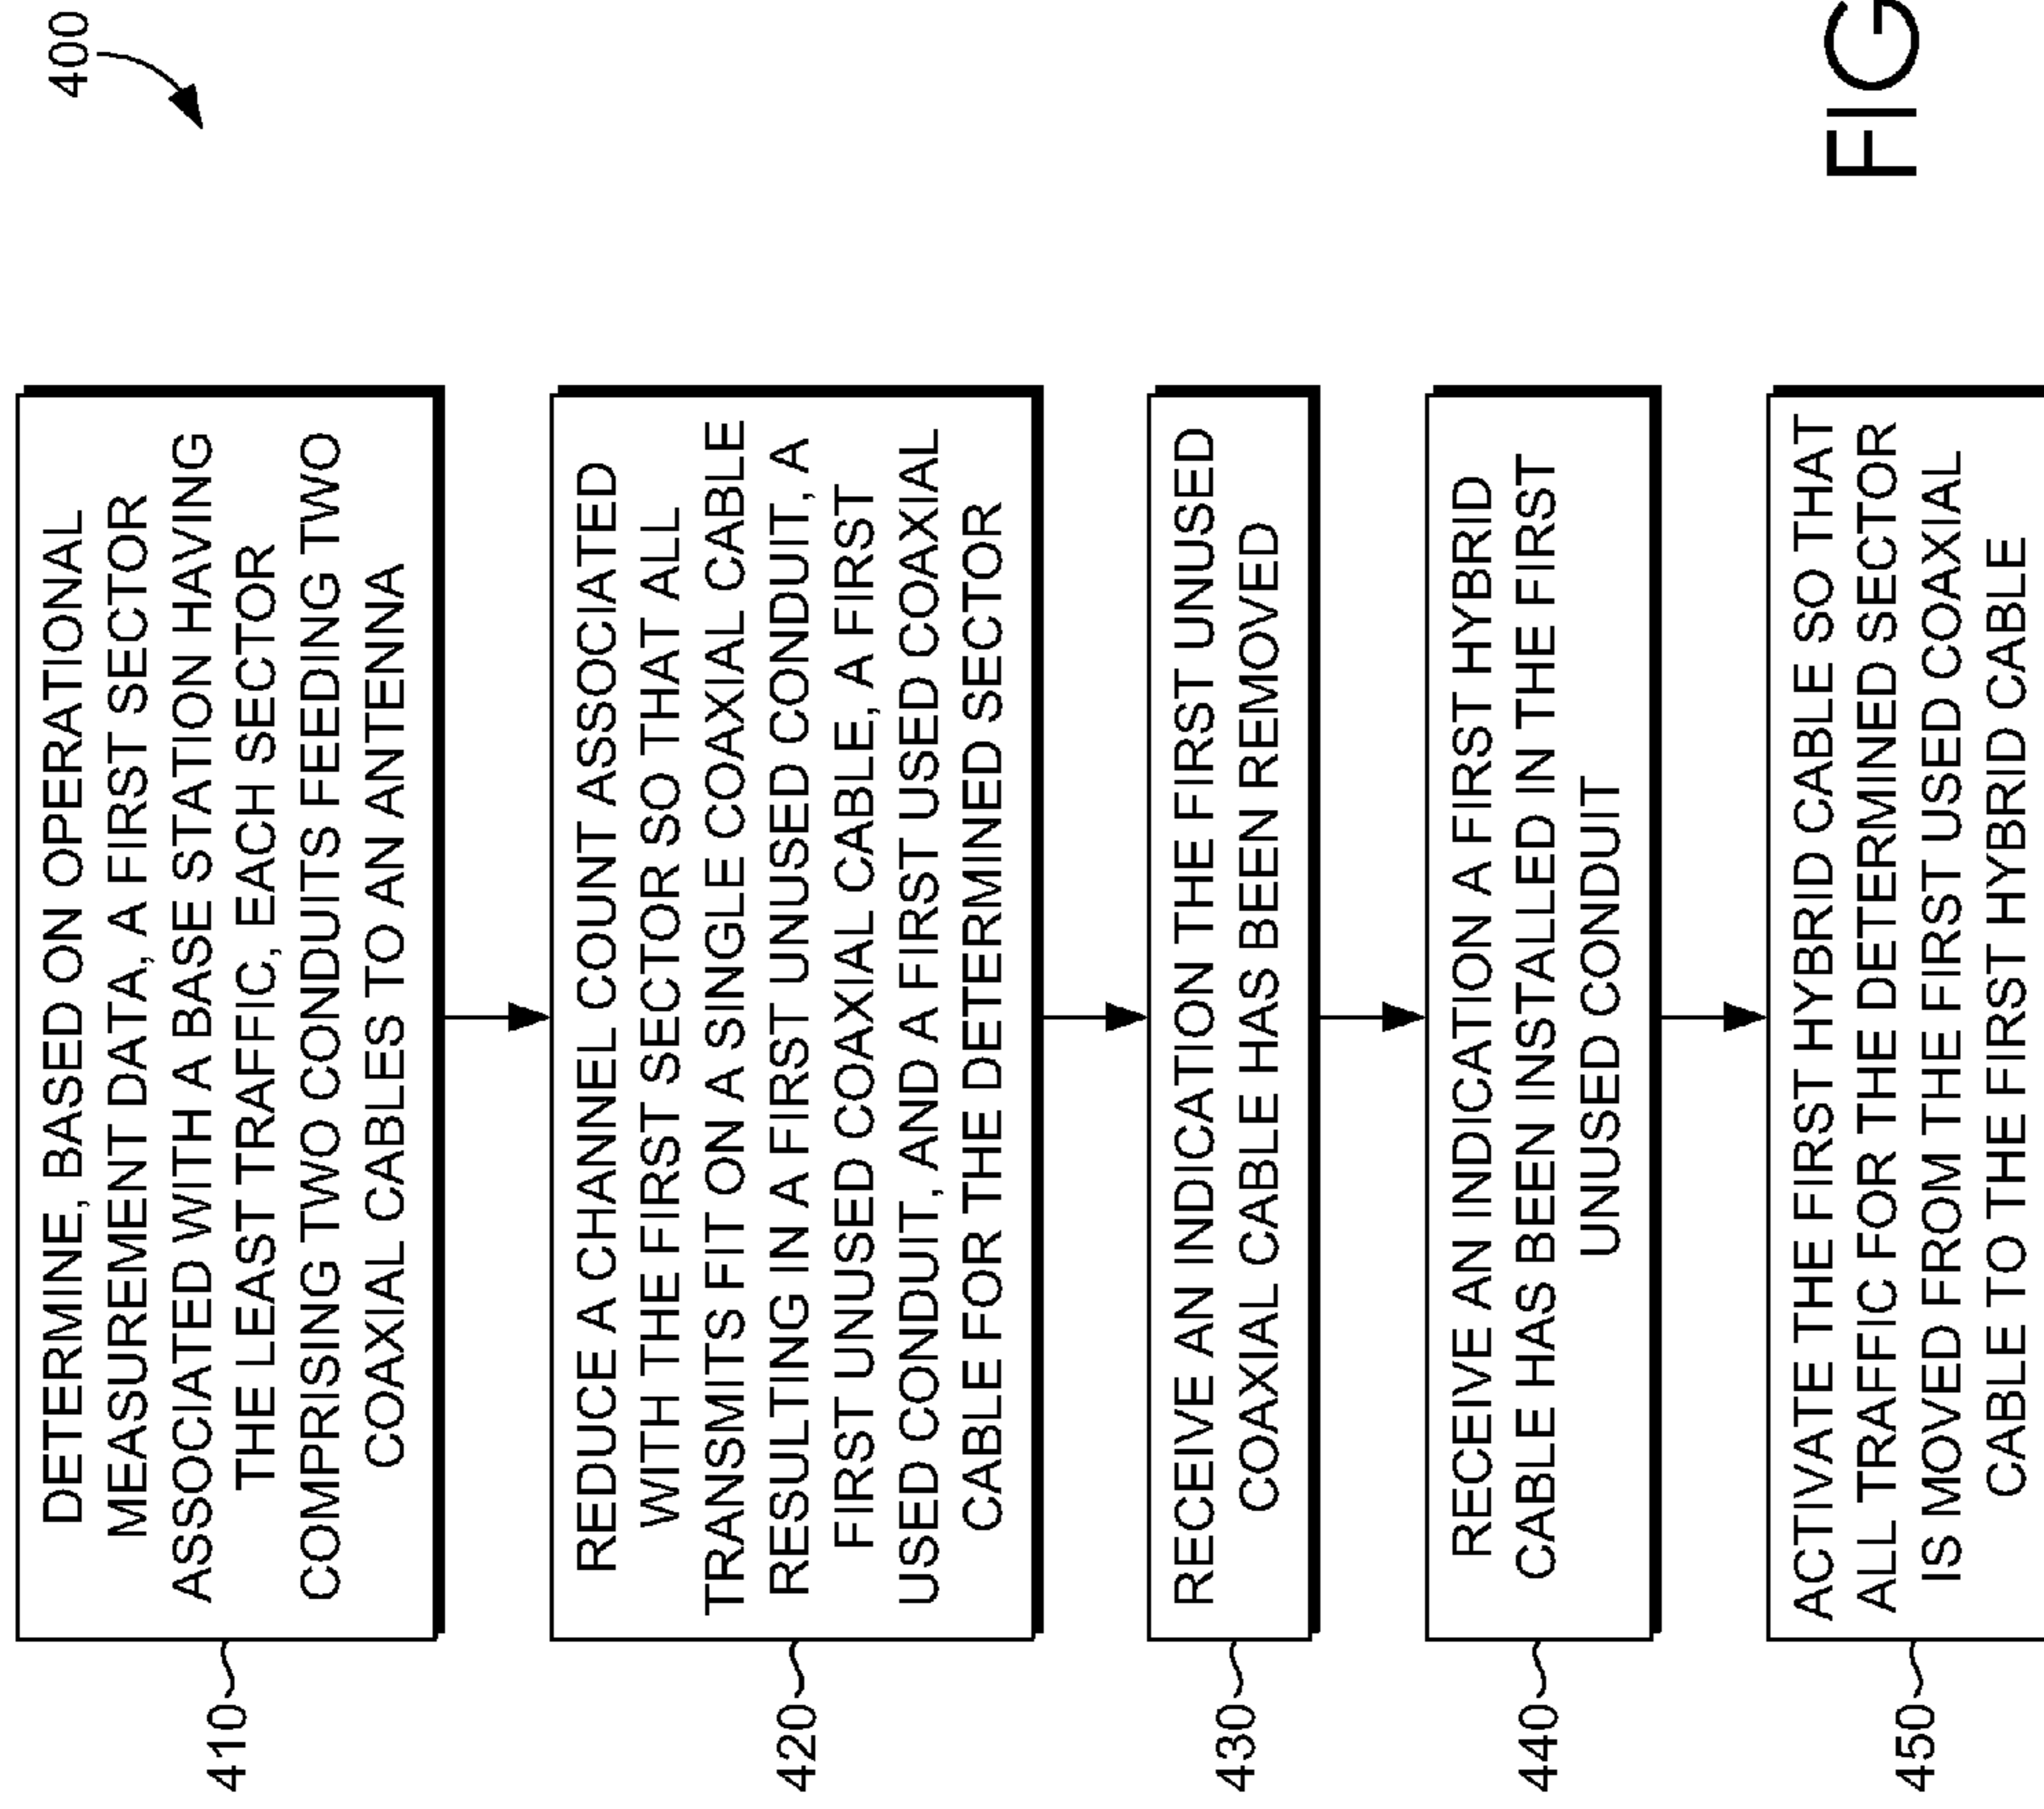 400
410
DETERMINE, BASED ON OPERATIONAL
MEASUREMENT DATA, A FIRST SECTOR
ASSOCIATED WITH A BASE STATION HAVING
THE LEAST TRAFFIC, EACH SECTOR
COMPRISING TWO CONDUITS FEEDING TWO
COAXIAL CABLES TO AN ANTENNA
420
REDUCE A CHANNEL COUNT ASSOCIATED
WITH THE FIRST SECTOR SO THAT ALL
TRANSMITS FIT ON A SINGLE COAXIAL CABLE
RESULTING IN A FIRST UNUSED CONDUIT, A
FIRST UNUSED COAXIAL CABLE, A FIRST
USED CONDUIT, AND A FIRST USED COAXIAL
CABLE FOR THE DETERMINED SECTOR
430
RECEIVE AN INDICATION THE FIRST UNUSED
COAXIAL CABLE HAS BEEN REMOVED
440
RECEIVE AN INDICATION A FIRST HYBRID
CABLE HAS BEEN INSTALLED IN THE FIRST
UNUSED CONDUIT
450
ACTIVATE THE FIRST HYBRID CABLE SO THAT
ALL TRAFFIC FOR THE DETERMINED SECTOR
IS MOVED FROM THE FIRST USED COAXIAL
CABLE TO THE FIRST HYBRID CABLE
FIG